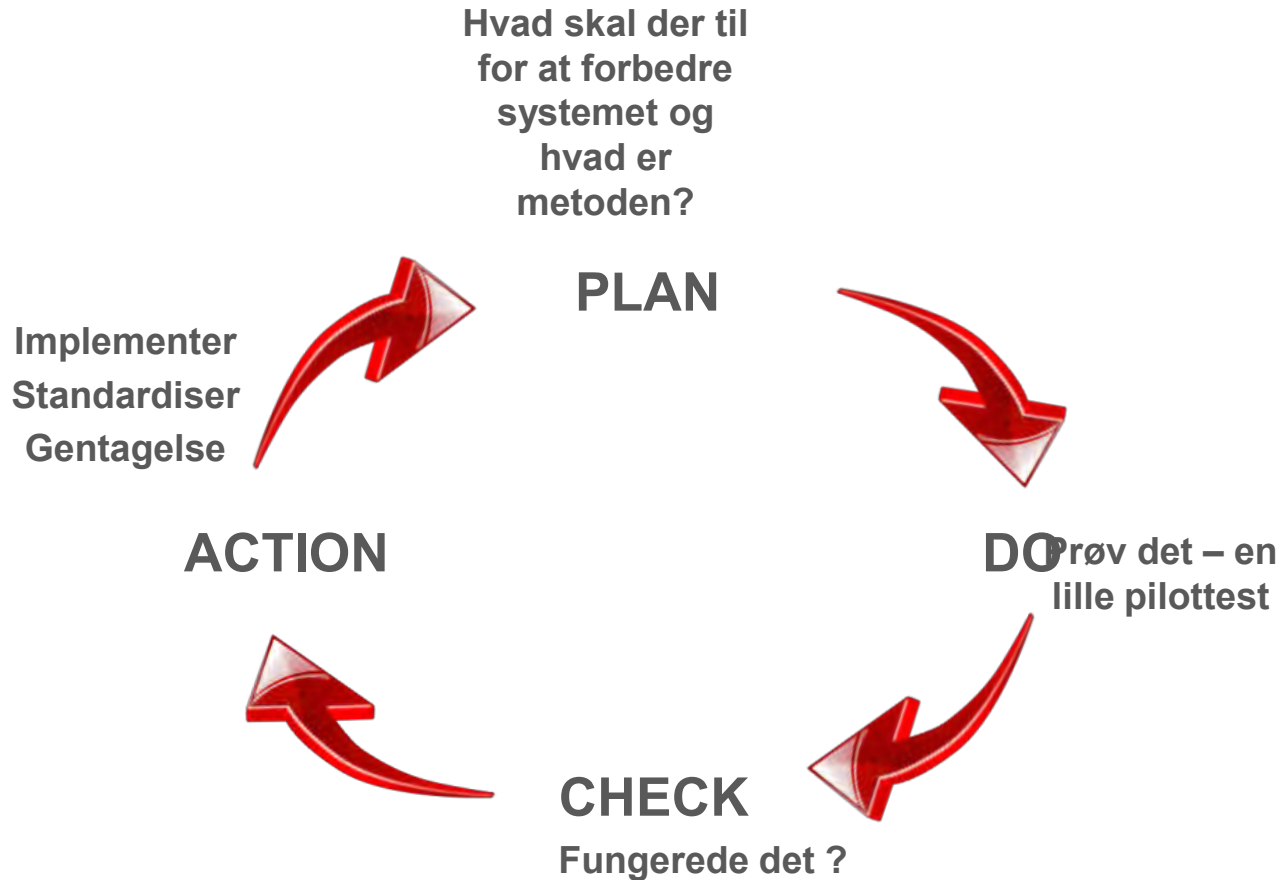 Hvad skal der til
for at forbedre
systemet og
hvad er
metoden?
PLAN
Implementer
Standardiser
Gentagelse
ACTION
DO
Prøv det – en
lille pilottest
CHECK
Fungerede det ?